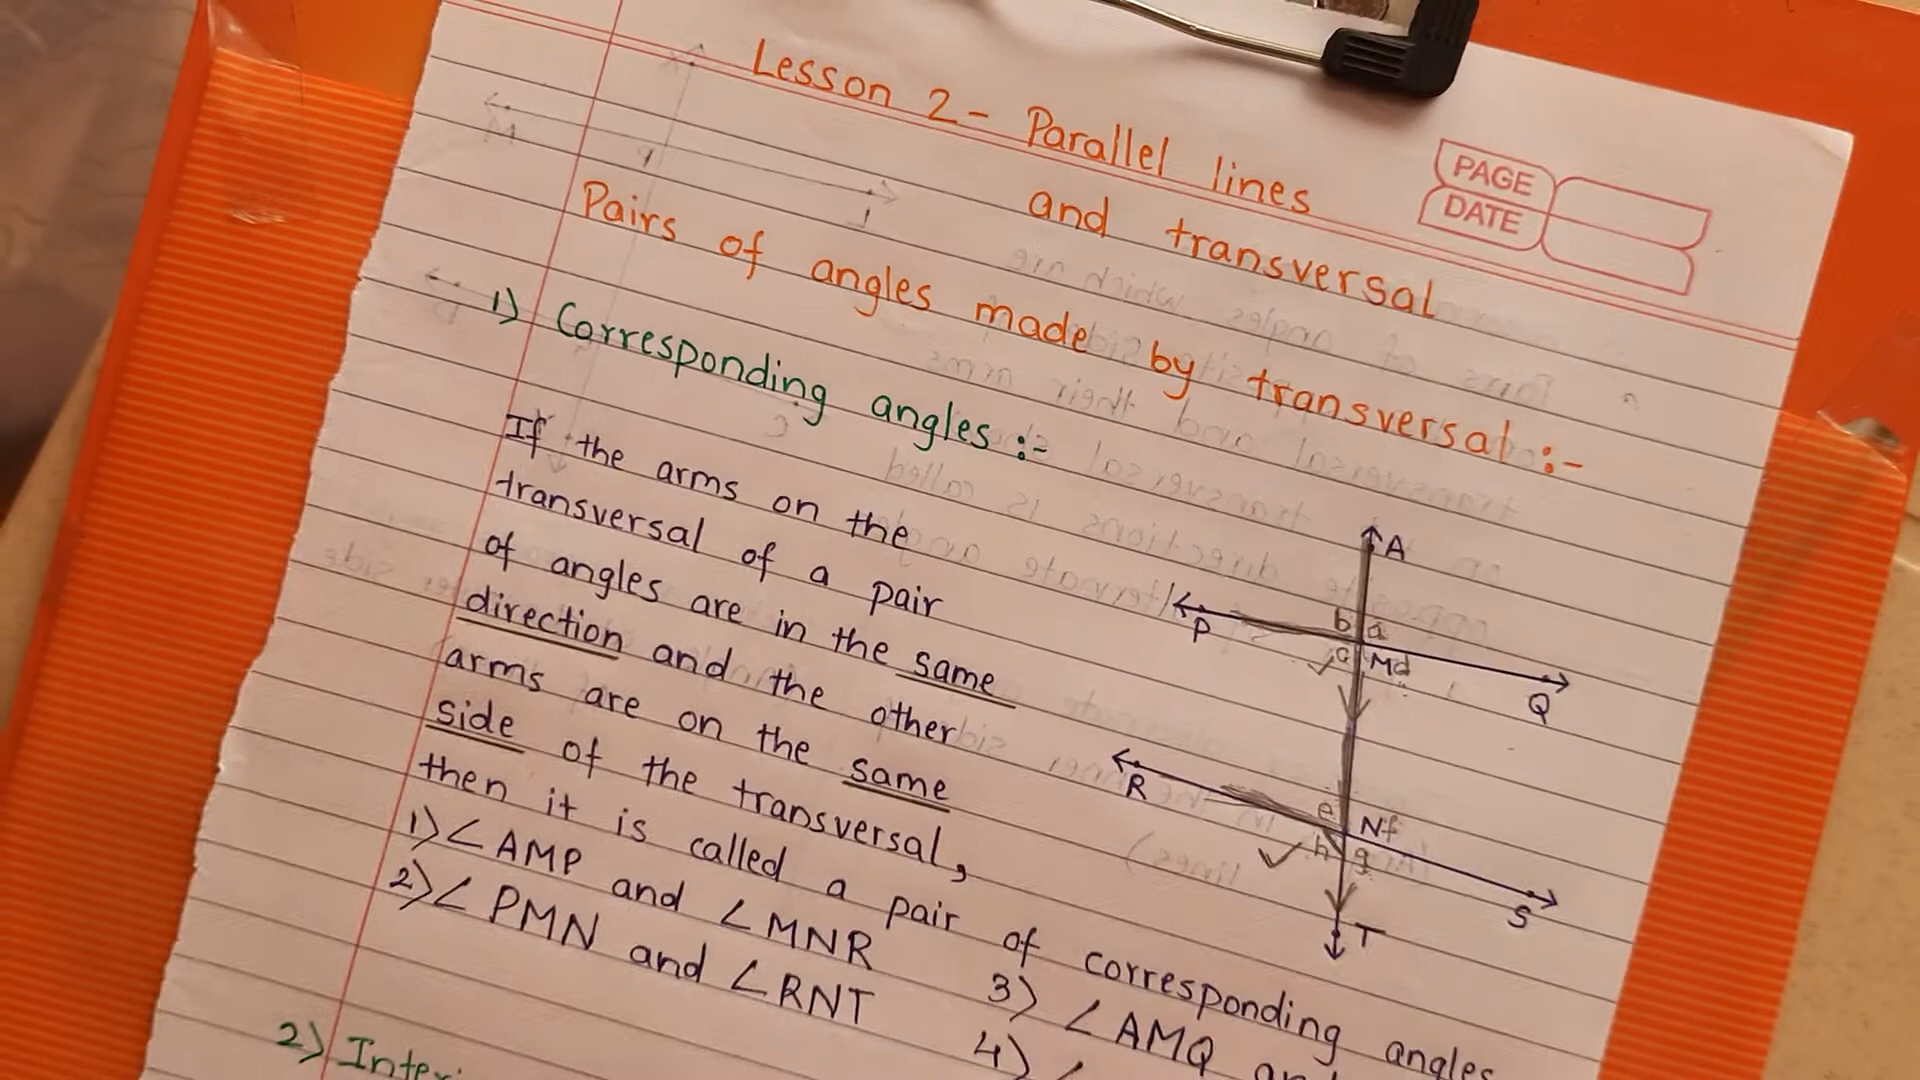 Lesson 2 - Parallel lines
and transversal
PAGE
DATE
Pairs of angles made by transversal :-
1) Corresponding angles :-
If the arms on the
transversal of a pair
of angles are in the same
direction and the other
arms are on the same
side of the transversal,
then it is called a pair of corresponding angles
1) ∠AMP and ∠MNR
2) ∠PMN and ∠RNT
3) ∠AMQ
4) ∠
2)
A
b a
P
c M d
Q
R
e N f
h g
S
T